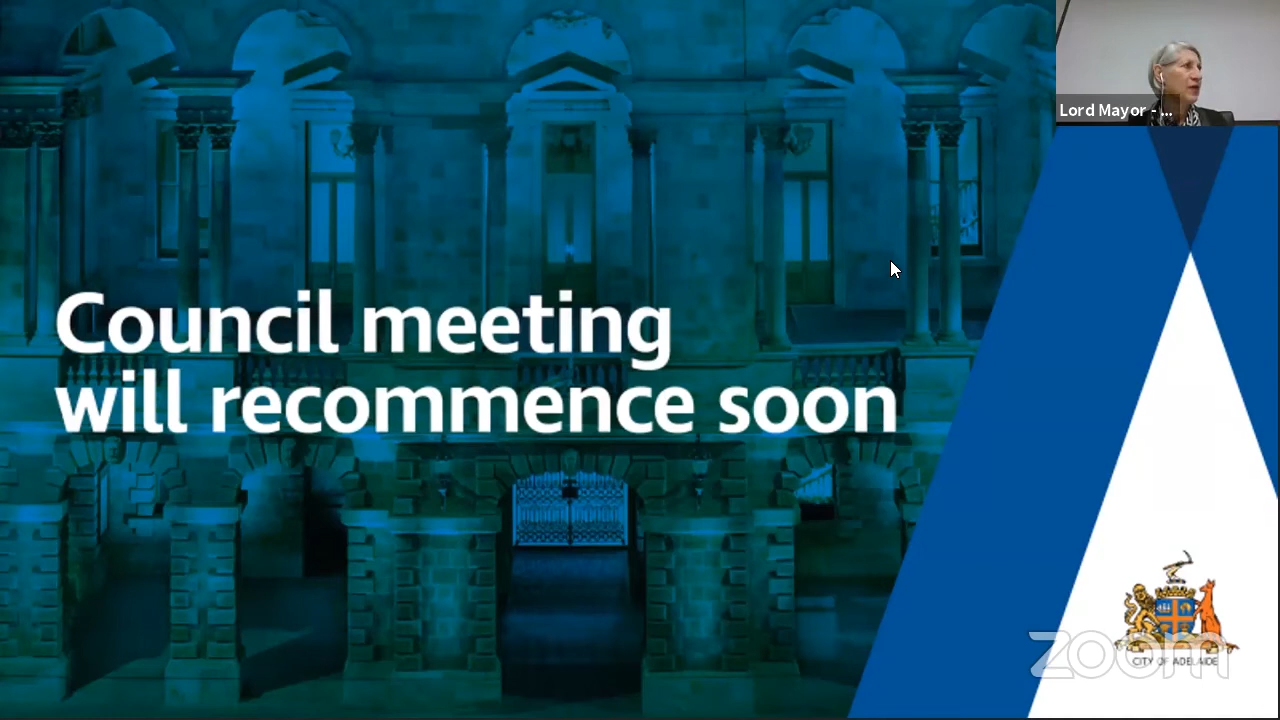 Lord Mayor - ...
Council meeting
will recommence soon
zoom
CITY OF ADELAIDE